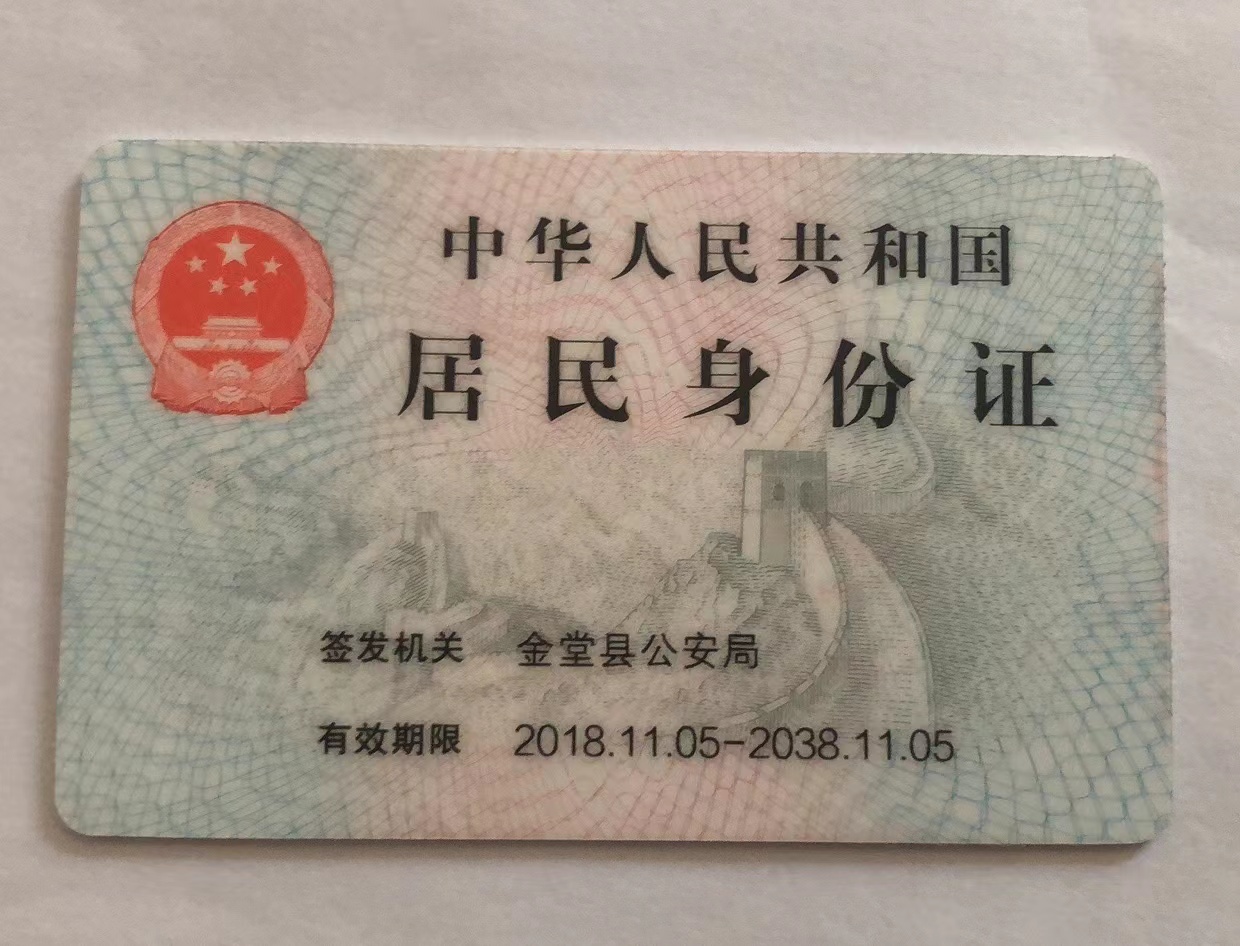 中华人民共和国
居民身份证
签发机关 金堂县公安局
有效期限 2018.11.05-2038.11.05